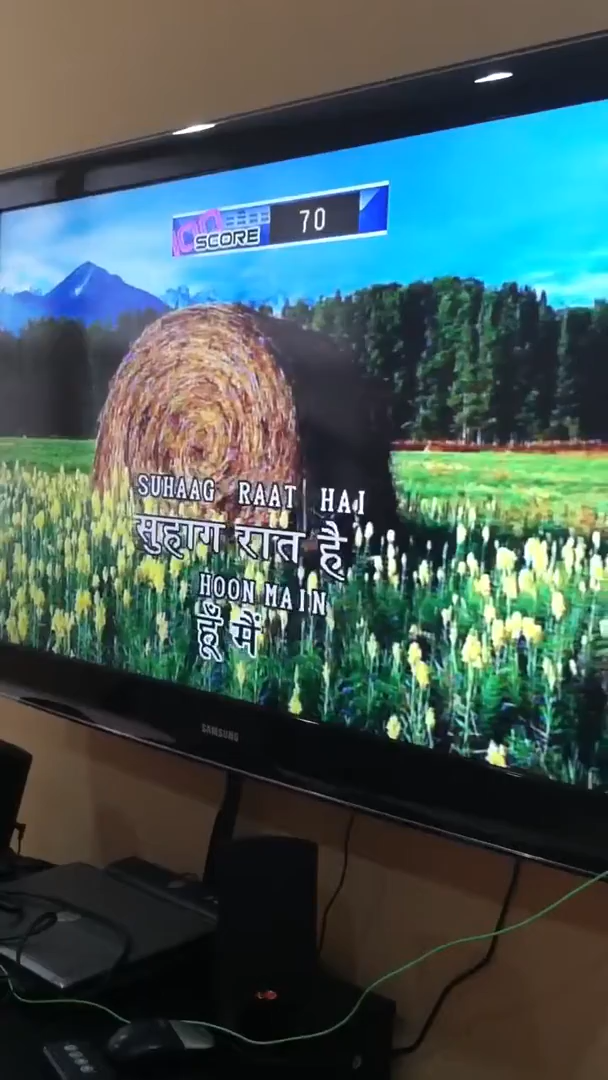 100 SCORE 70
SUHAAG RAAT HAI
सुहाग रात है
HOON MAIN
हूँ मैं
SAMSUNG